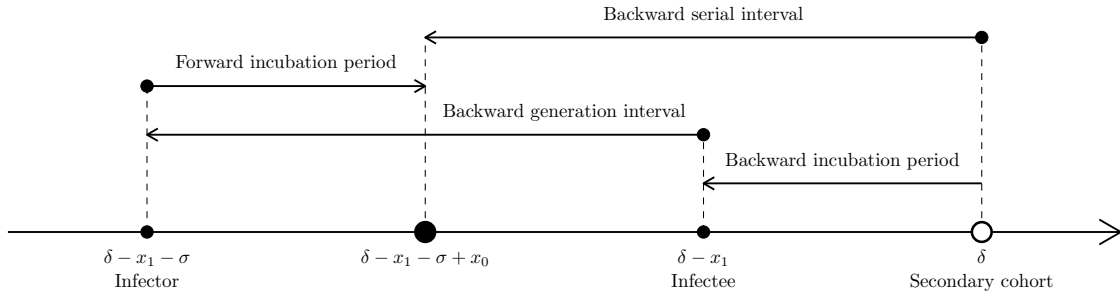 Backward serial interval
Forward incubation period
Backward generation interval
Backward incubation period
δ − x₁ − σ
δ − x₁ − σ + x₀
δ − x₁
δ
Infector
Infectee
Secondary cohort